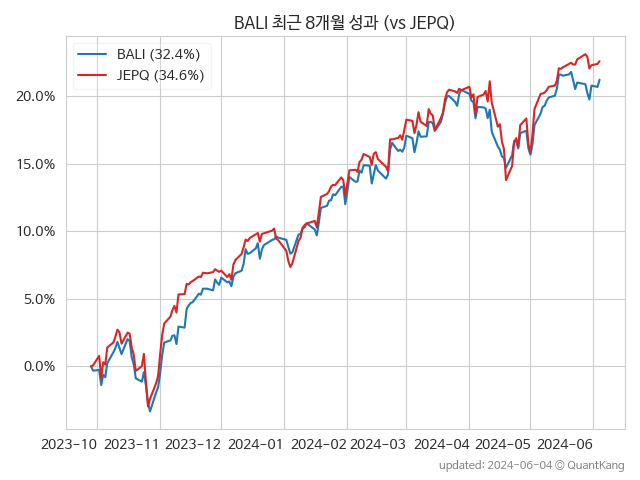 BALI 최근 8개월 성과 (vs JEPQ)
BALI (32.4%)
JEPQ (34.6%)
20.0%
15.0%
10.0%
5.0%
0.0%
2023-10 2023-11 2023-12 2024-01 2024-02 2024-03 2024-04 2024-05 2024-06
updated: 2024-06-04 © QuantKang